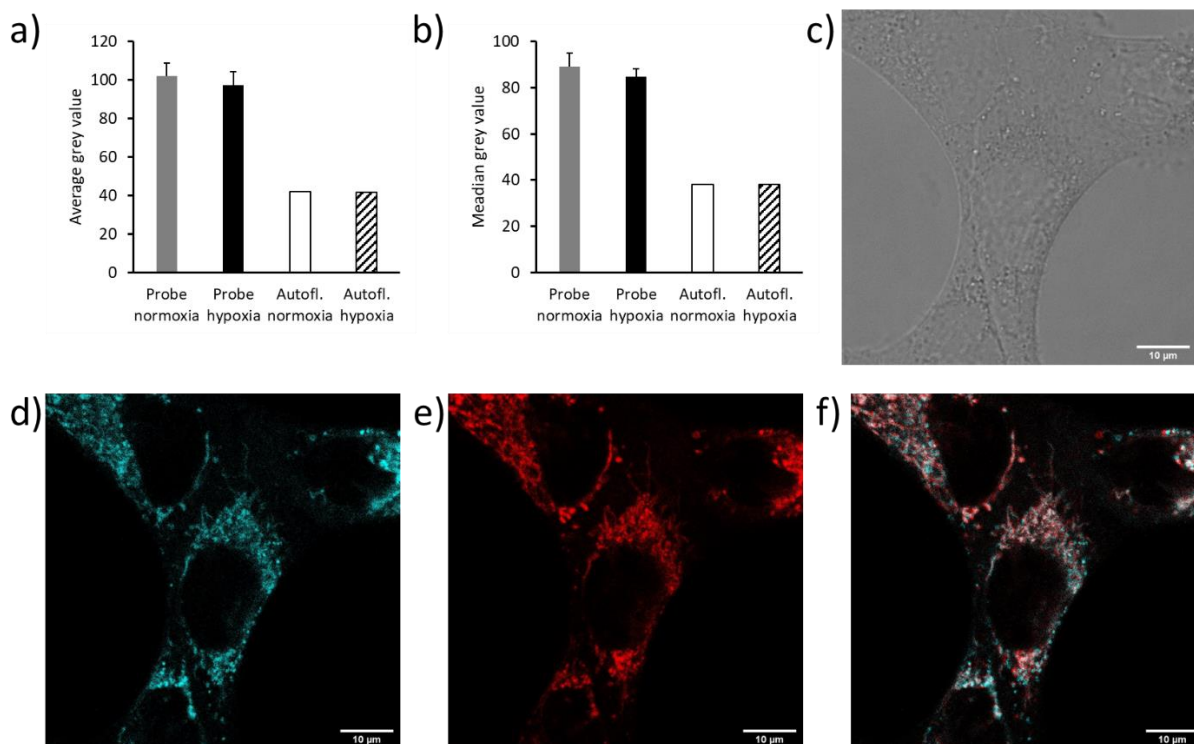 a)
Average grey value
120
100
80
60
40
20
0
Probe normoxia
Probe hypoxia
Autofl. normoxia
Autofl. hypoxia
b)
Meadian grey value
100
80
60
40
20
0
Probe normoxia
Probe hypoxia
Autofl. normoxia
Autofl. hypoxia
c)
10 µm
d)
10 µm
e)
10 µm
f)
10 µm